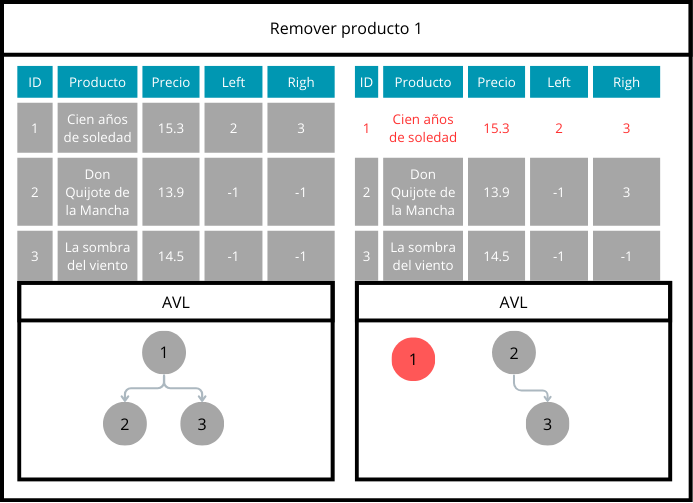 Remover producto 1
ID Producto Precio Left Righ
1 Cien años de soledad 15.3 2 3
2 Don Quijote de la Mancha 13.9 -1 -1
3 La sombra del viento 14.5 -1 -1
AVL
1
2 3
ID Producto Precio Left Righ
1 Cien años de soledad 15.3 2 3
2 Don Quijote de la Mancha 13.9 -1 3
3 La sombra del viento 14.5 -1 -1
AVL
1 2
3